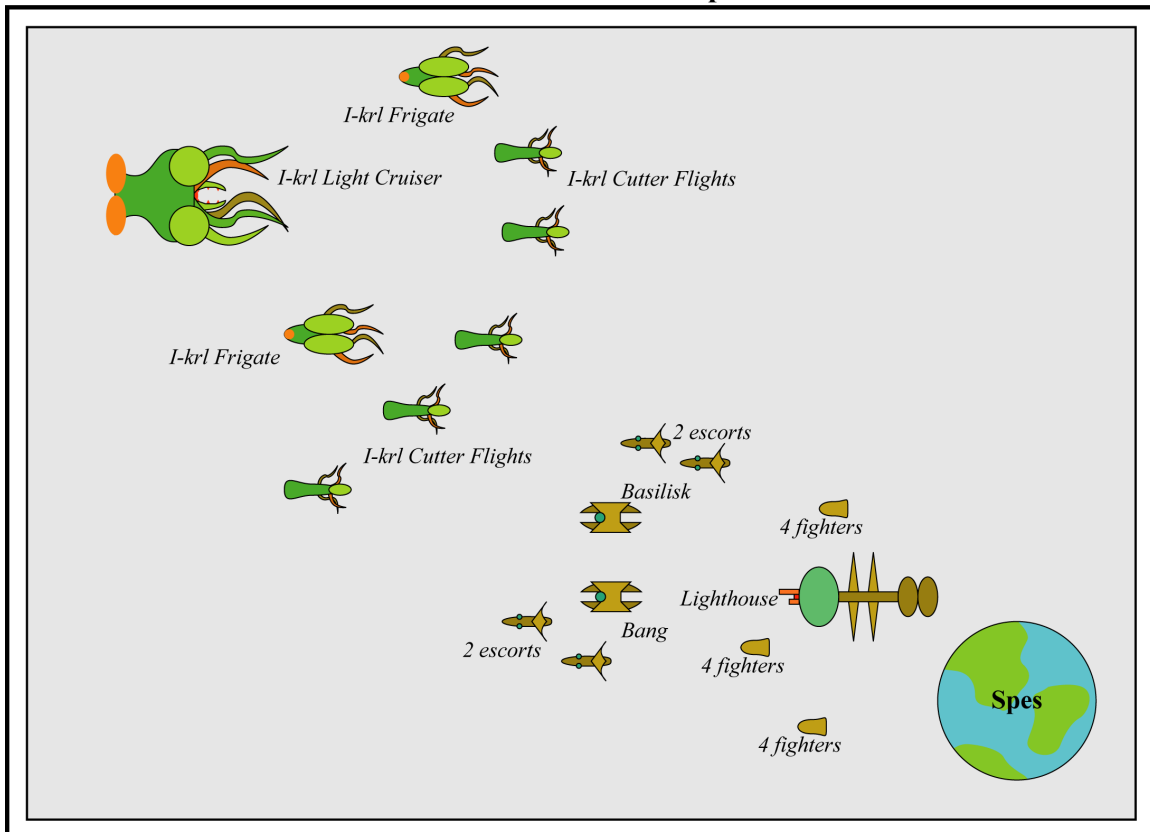 I-krl Frigate
I-krl Light Cruiser
I-krl Cutter Flights
I-krl Frigate
I-krl Cutter Flights
2 escorts
Basilisk
4 fighters
Lighthouse
Bang
2 escorts
4 fighters
Spes
4 fighters